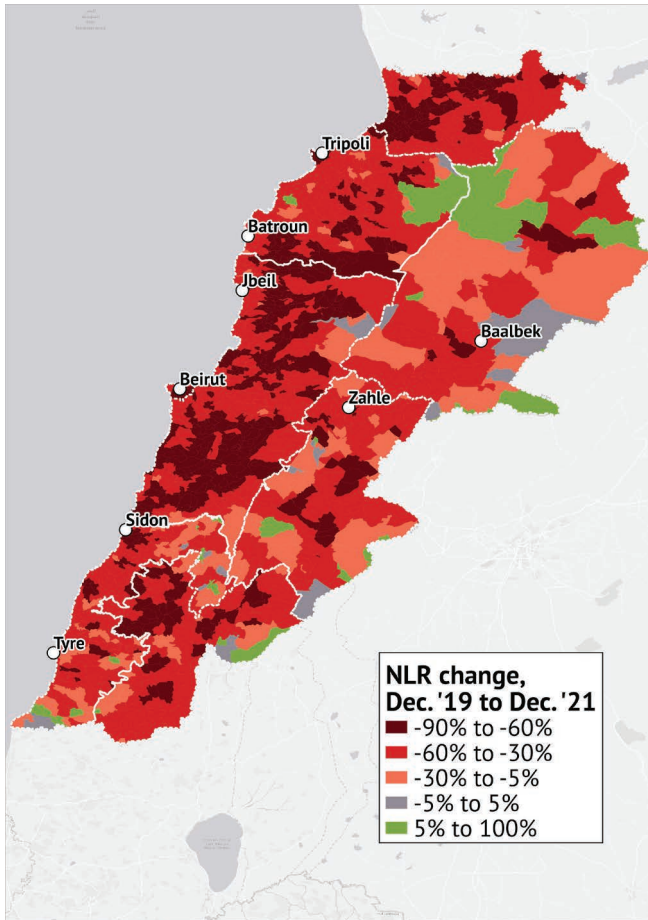 Tripoli
Batroun
Jbeil
Baalbek
Beirut
Zahle
Sidon
Tyre
NLR change,
Dec. '19 to Dec. '21
-90% to -60%
-60% to -30%
-30% to -5%
-5% to 5%
5% to 100%